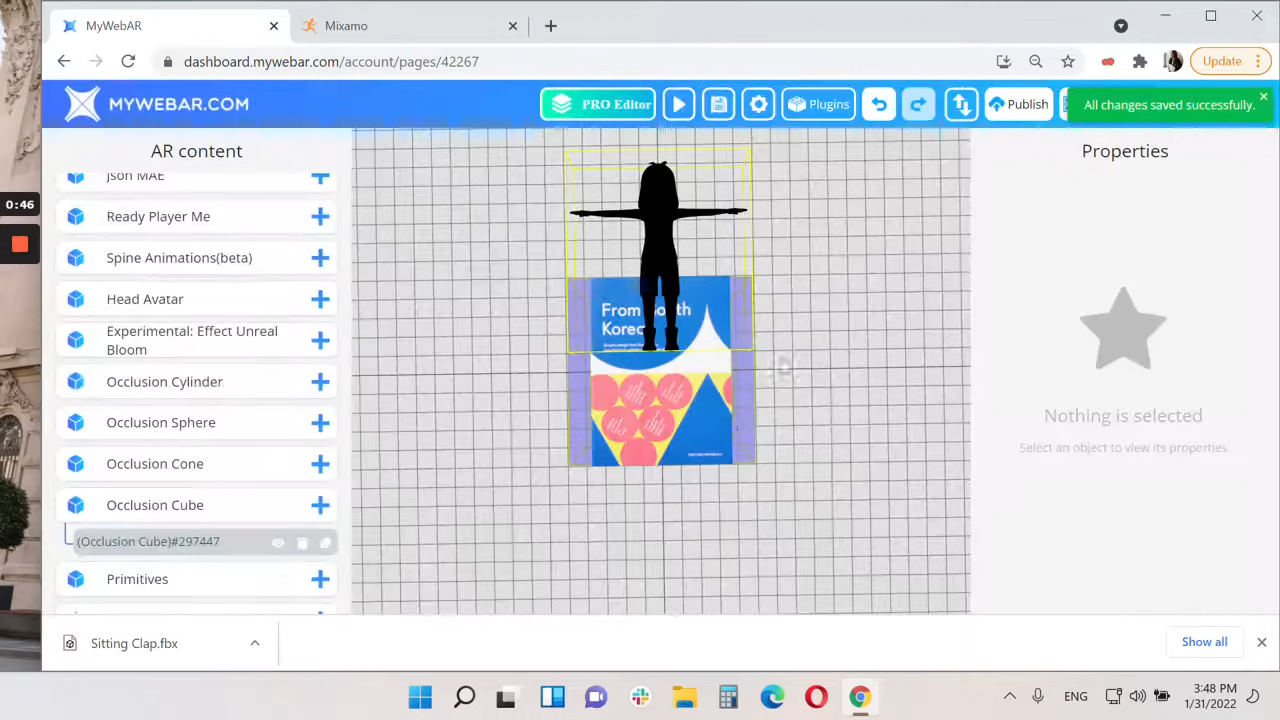 MyWebAR
Mixamo
dashboard.mywebar.com/account/pages/42267
Update
MYWEBAR.COM
PRO Editor
Plugins
Publish
All changes saved successfully.
AR content
Properties
Json MAE
0:46
Ready Player Me
Spine Animations(beta)
Head Avatar
Experimental: Effect Unreal
Bloom
Occlusion Cylinder
Occlusion Sphere
Occlusion Cone
Occlusion Cube
(Occlusion Cube)#297447
Primitives
From South
Korea
Nothing is selected
Select an object to view its properties
Sitting Clap.fbx
Show all
ENG
3:48 PM
1/31/2022